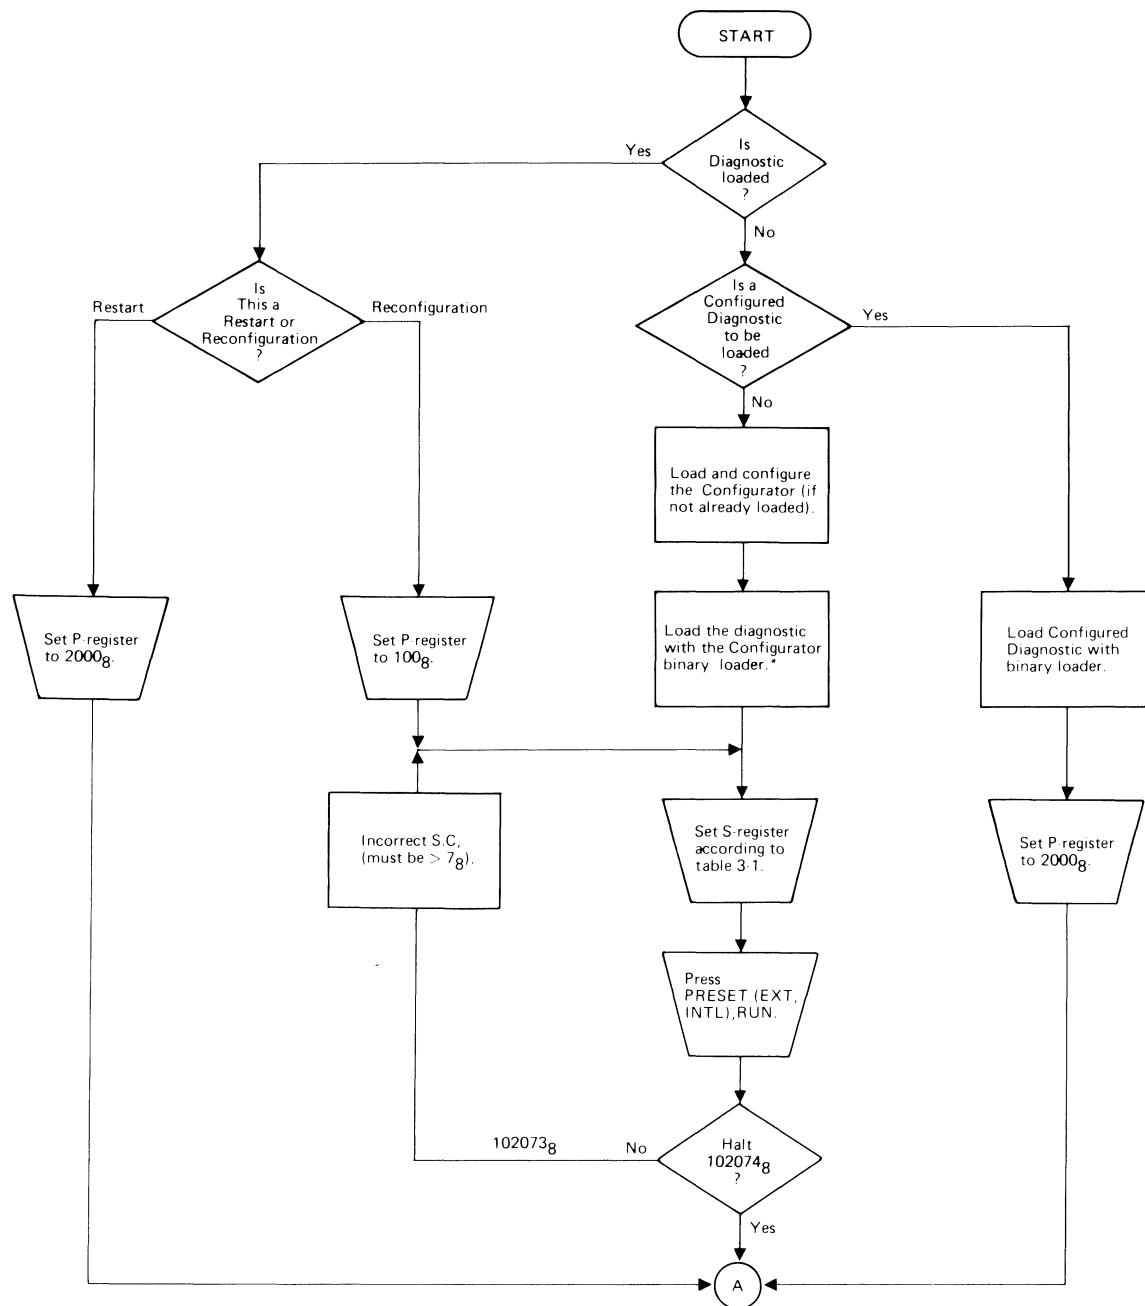 START
Is
Diagnostic
loaded
?
Yes
No
Is
This a
Restart or
Reconfiguration
?
Restart
Reconfiguration
Is a
Configured
Diagnostic
to be
loaded
?
Yes
No
Load and configure
the Configurator (if
not already loaded).
Set P-register
to 2000₈.
Set P-register
to 100₈.
Load the diagnostic
with the Configurator
binary loader.*
Load Configured
Diagnostic with
binary loader.
Incorrect S.C,
(must be > 7₈).
Set S-register
according to
table 3-1.
Set P-register
to 2000₈.
Press
PRESET (EXT,
INTL),RUN.
102073₈
No
Halt
102074₈
?
Yes
A